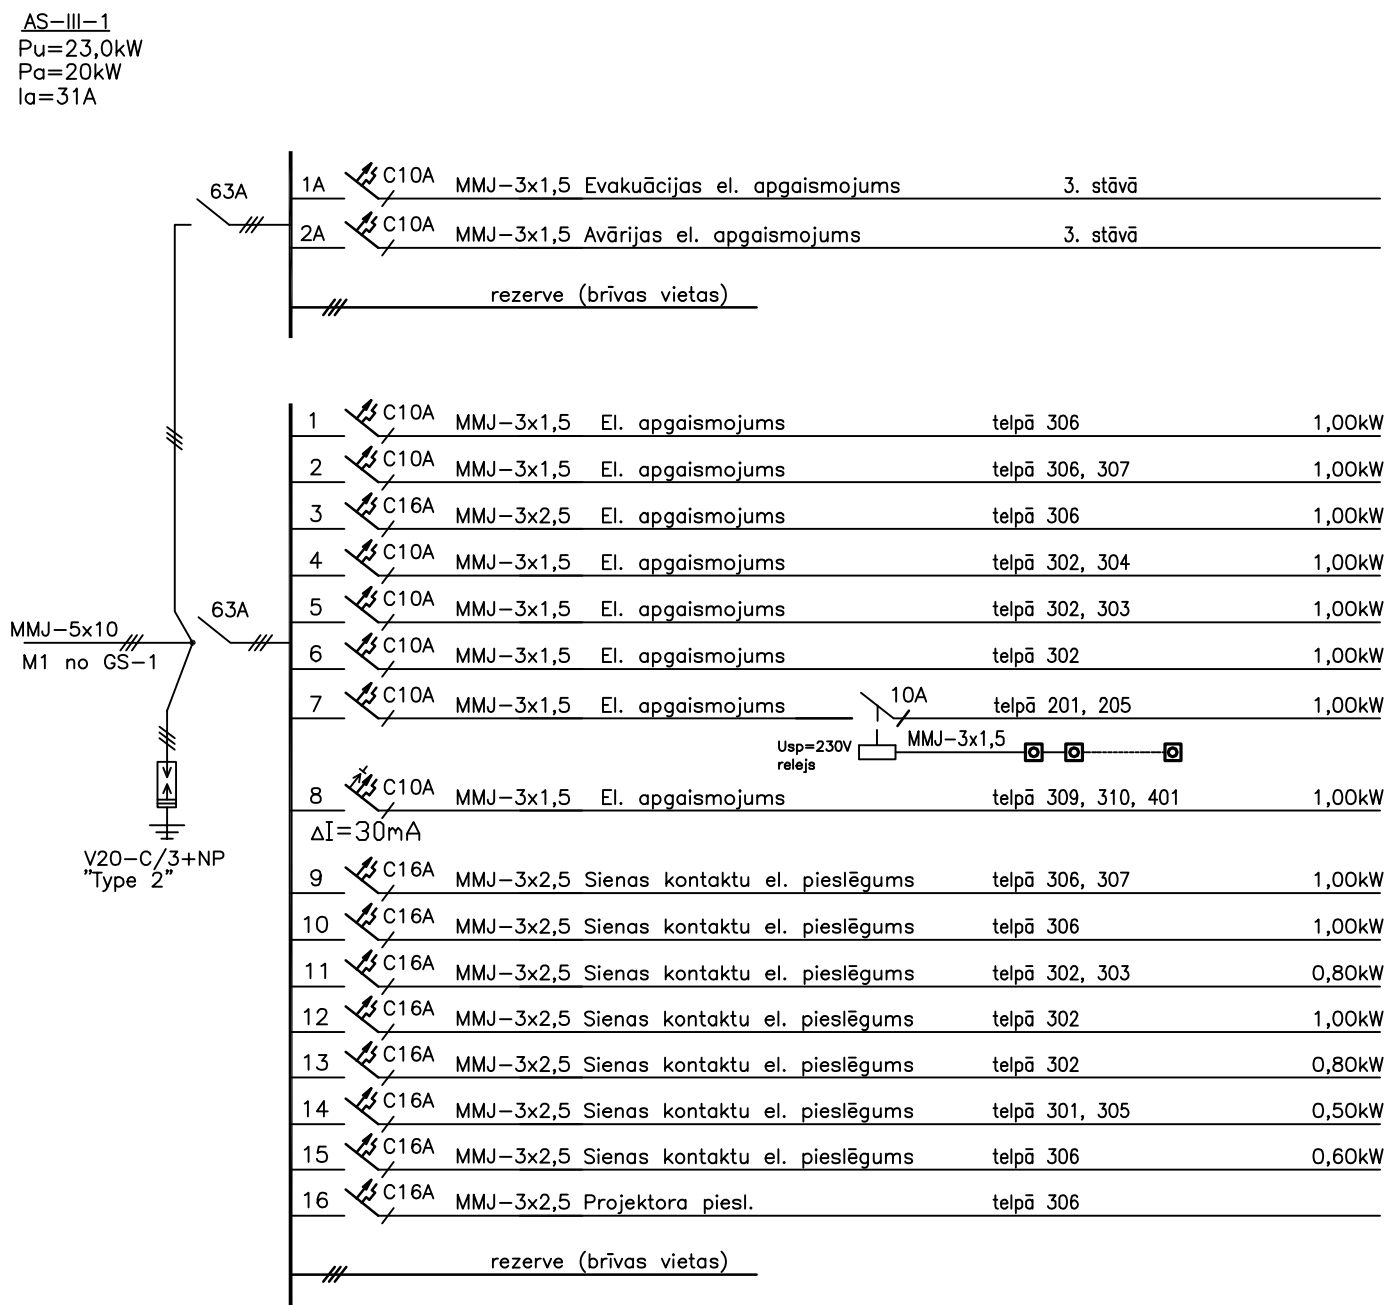 AS-III-1
Pu=23,0kW
Pa=20kW
Ia=31A
63A
1A C10A MMJ-3x1,5 Evakuācijas el. apgaismojums 3. stāvā
2A C10A MMJ-3x1,5 Avārijas el. apgaismojums 3. stāvā
rezerve (brīvas vietas)
1 C10A MMJ-3x1,5 El. apgaismojums telpā 306 1,00kW
2 C10A MMJ-3x1,5 El. apgaismojums telpā 306, 307 1,00kW
3 C16A MMJ-3x2,5 El. apgaismojums telpā 306 1,00kW
4 C10A MMJ-3x1,5 El. apgaismojums telpā 302, 304 1,00kW
5 C10A MMJ-3x1,5 El. apgaismojums telpā 302, 303 1,00kW
63A
MMJ-5x10
M1 no GS-1
6 C10A MMJ-3x1,5 El. apgaismojums telpā 302 1,00kW
7 C10A MMJ-3x1,5 El. apgaismojums 10A telpā 201, 205 1,00kW
Usp=230V MMJ-3x1,5
relejs
8 C10A MMJ-3x1,5 El. apgaismojums telpā 309, 310, 401 1,00kW
ΔI=30mA
V20-C/3+NP
"Type 2"
9 C16A MMJ-3x2,5 Sienas kontaktu el. pieslēgums telpā 306, 307 1,00kW
10 C16A MMJ-3x2,5 Sienas kontaktu el. pieslēgums telpā 306 1,00kW
11 C16A MMJ-3x2,5 Sienas kontaktu el. pieslēgums telpā 302, 303 0,80kW
12 C16A MMJ-3x2,5 Sienas kontaktu el. pieslēgums telpā 302 1,00kW
13 C16A MMJ-3x2,5 Sienas kontaktu el. pieslēgums telpā 302 0,80kW
14 C16A MMJ-3x2,5 Sienas kontaktu el. pieslēgums telpā 301, 305 0,50kW
15 C16A MMJ-3x2,5 Sienas kontaktu el. pieslēgums telpā 306 0,60kW
16 C16A MMJ-3x2,5 Projektora piesl. telpā 306
rezerve (brīvas vietas)